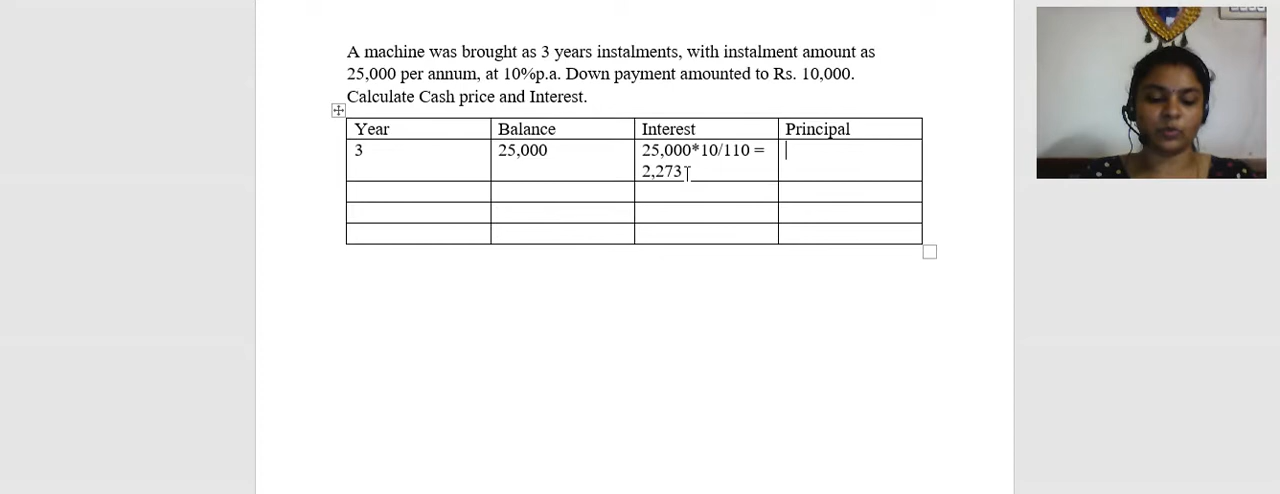 A machine was brought as 3 years instalments, with instalment amount as
25,000 per annum, at 10%p.a. Down payment amounted to Rs. 10,000.
Calculate Cash price and Interest.
Year Balance Interest Principal
3 25,000 25,000*10/110 =
2,273